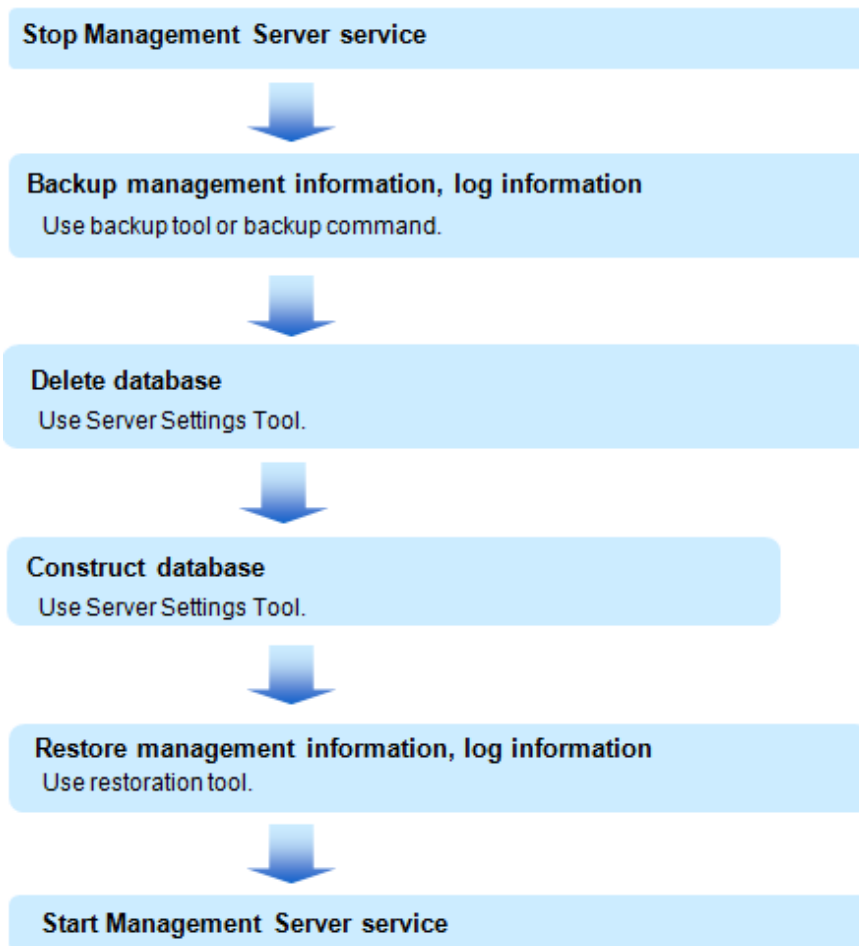 Stop Management Server service
Backup management information, log information
Use backup tool or backup command.
Delete database
Use Server Settings Tool.
Construct database
Use Server Settings Tool.
Restore management information, log information
Use restoration tool.
Start Management Server service